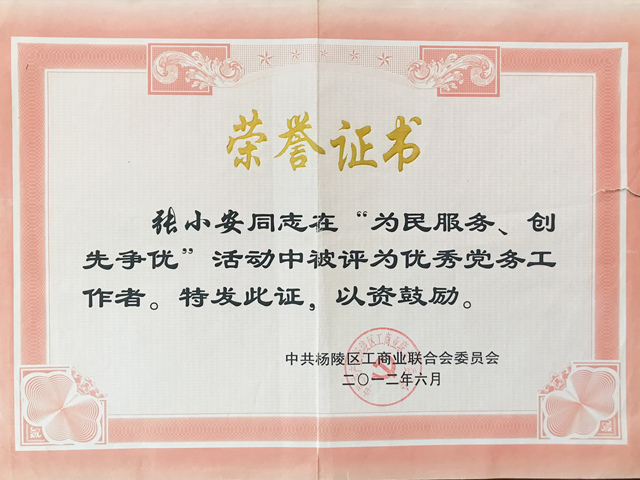 荣誉证书
张小安同志在“为民服务、创
先争优”活动中被评为优秀党务工
作者。特发此证，以资鼓励。
中共杨陵区工商业联合会委员会
二〇一二年六月